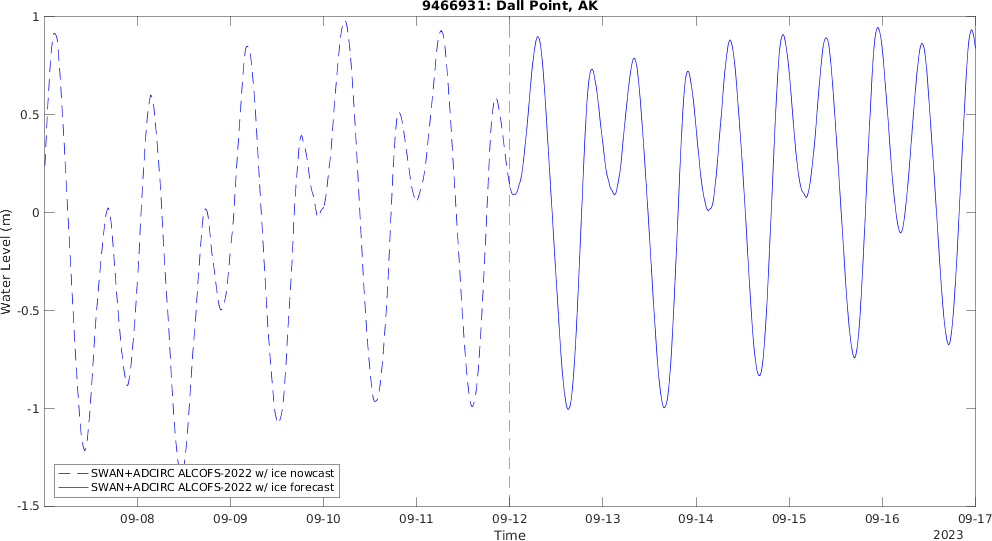 9466931: Dall Point, AK
Water Level (m)
1
0.5
0
-0.5
-1
-1.5
SWAN+ADCIRC ALCOFS-2022 w/ ice nowcast
SWAN+ADCIRC ALCOFS-2022 w/ ice forecast
09-08 09-09 09-10 09-11 09-12 09-13 09-14 09-15 09-16 09-17
Time
2023